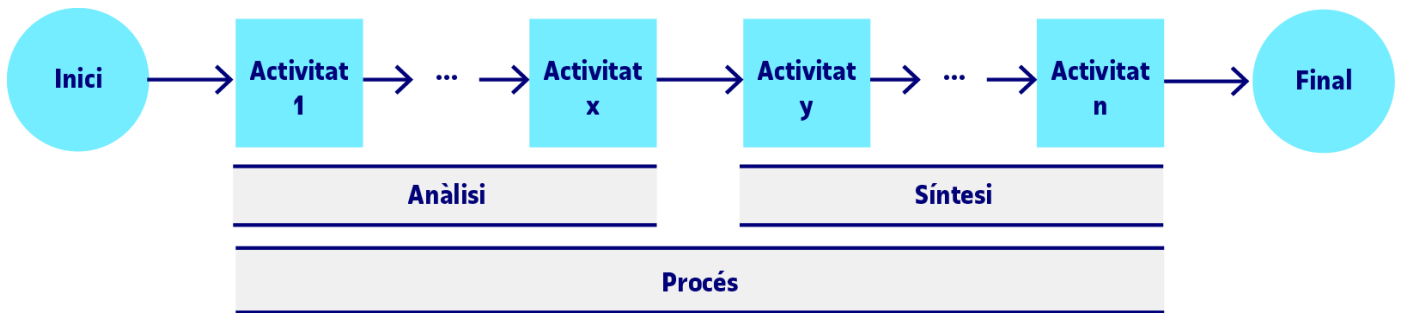 Inici
Activitat
1
...
Activitat
x
Activitat
y
...
Activitat
n
Final
Anàlisi
Síntesi
Procés